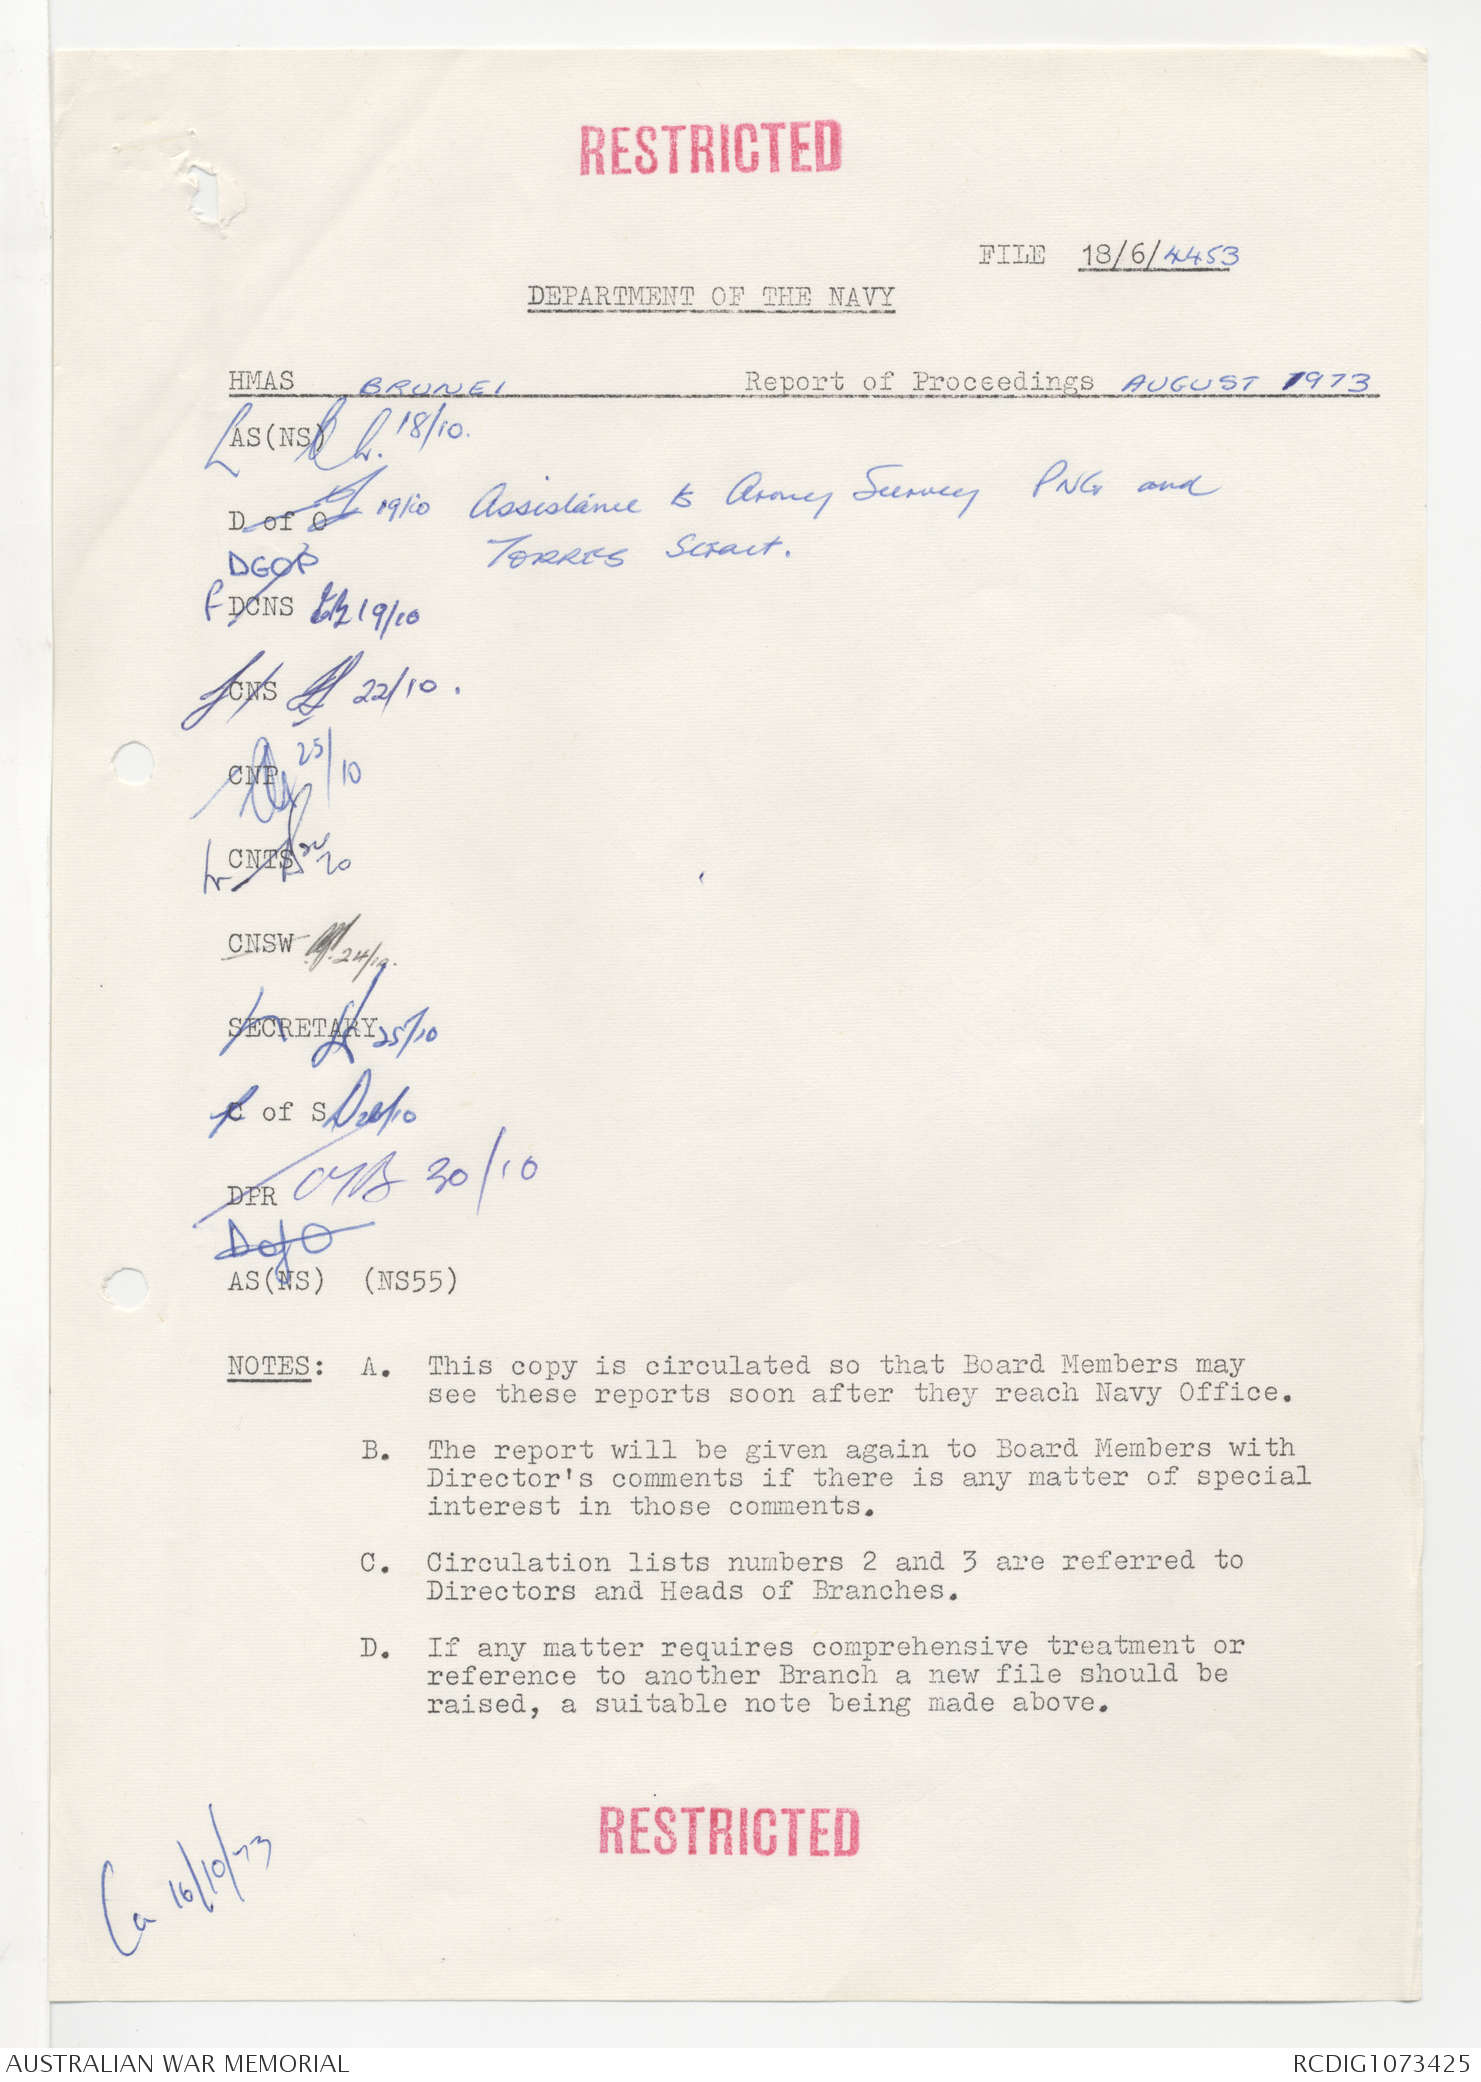 RESTRICTED
FILE 18/6/4453
DEPARTMENT OF THE NAVY
HMAS BRUNEI Report of Proceedings AUGUST 1973
AS(NS) 18/10.
D of O 19/10 Assistance to Army Survey PNG and
DGOP TORRES Strait.
DCNS 19/10
CNS 22/10.
CNP 25/10
CNTS
CNSW 24/10.
SECRETARY 25/10
C of S 26/10
DPR 30/10
D of O
AS(NS) (NS55)
NOTES: A. This copy is circulated so that Board Members may
see these reports soon after they reach Navy Office.
B. The report will be given again to Board Members with
Director's comments if there is any matter of special
interest in those comments.
C. Circulation lists numbers 2 and 3 are referred to
Directors and Heads of Branches.
D. If any matter requires comprehensive treatment or
reference to another Branch a new file should be
raised, a suitable note being made above.
RESTRICTED
16/10/73
AUSTRALIAN WAR MEMORIAL RCDIG1073425